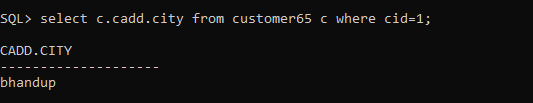 SQL> select c.cadd.city from customer65 c where cid=1;
CADD.CITY
--------------------
bhandup